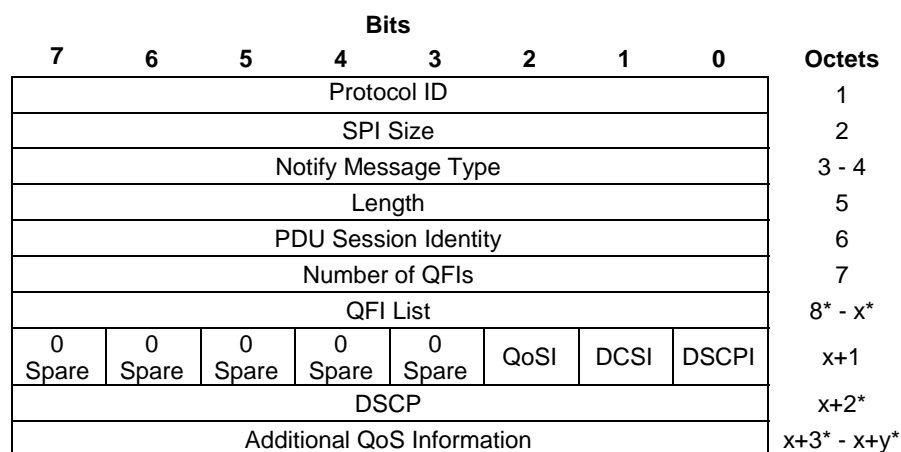 Bits
7 6 5 4 3 2 1 0 Octets
Protocol ID 1
SPI Size 2
Notify Message Type 3 - 4
Length 5
PDU Session Identity 6
Number of QFIs 7
QFI List 8* - x*
0 0 0 0 0 QoSI DCSI DSCPI x+1
Spare Spare Spare Spare Spare
DSCP x+2*
Additional QoS Information x+3* - x+y*